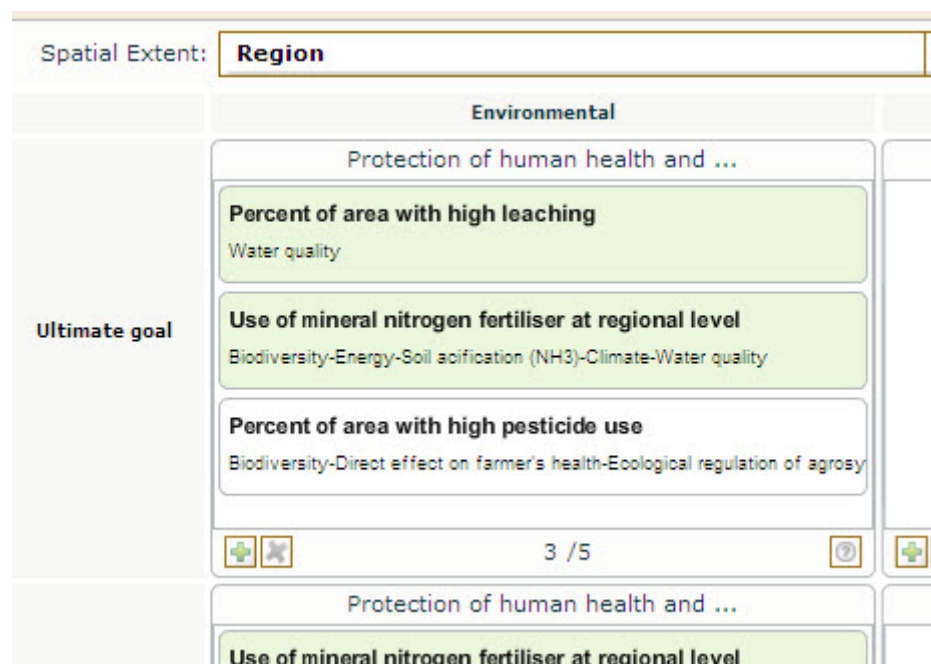 Spatial Extent: Region
Environmental
Protection of human health and ...
Percent of area with high leaching
Water quality
Ultimate goal
Use of mineral nitrogen fertiliser at regional level
Biodiversity-Energy-Soil acification (NH3)-Climate-Water quality
Percent of area with high pesticide use
Biodiversity-Direct effect on farmer's health-Ecological regulation of agrosy
3 /5
Protection of human health and ...
Use of mineral nitrogen fertiliser at regional level